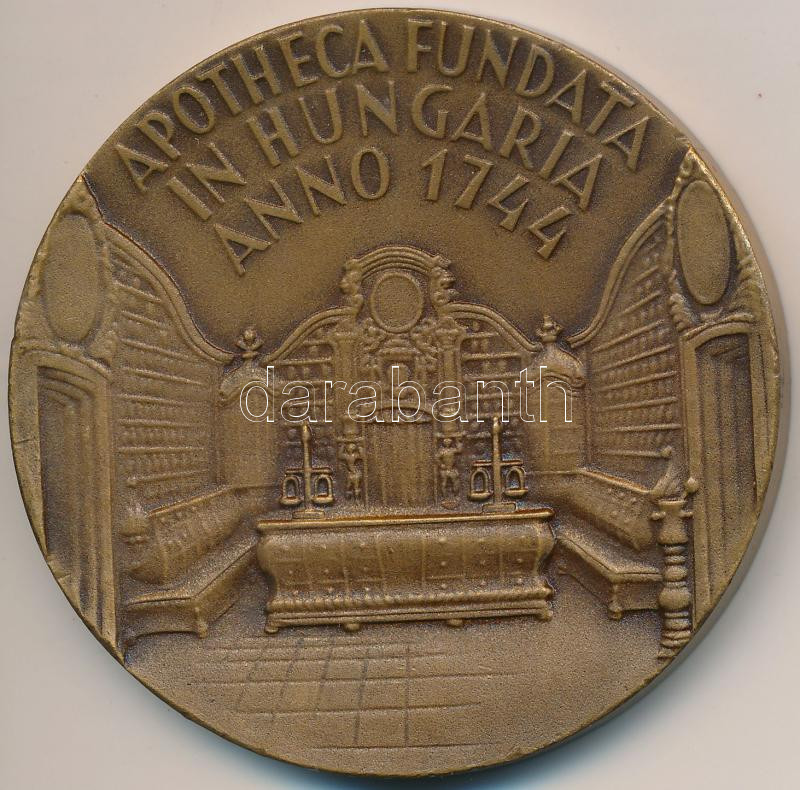 APOTHECA FUNDATA
IN HUNGARIA
ANNO 1744
darabanth